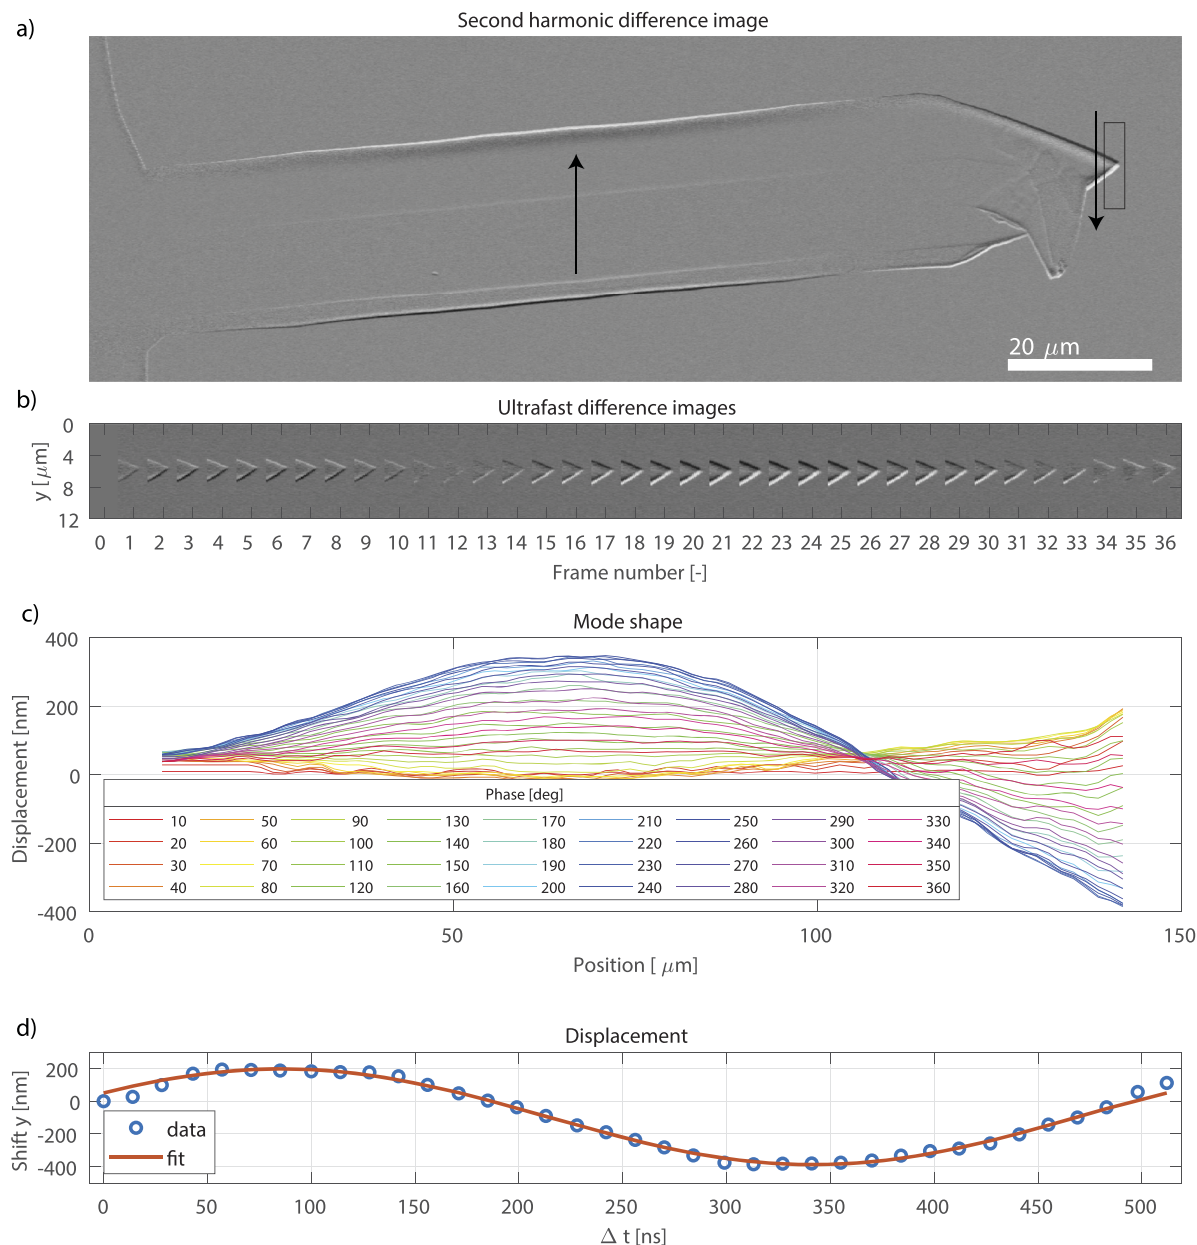 a)
Second harmonic difference image
20 μm
b)
Ultrafast difference images
0
4
8
12
y [μm]
0 1 2 3 4 5 6 7 8 9 10 11 12 13 14 15 16 17 18 19 20 21 22 23 24 25 26 27 28 29 30 31 32 33 34 35 36
Frame number [-]
c)
Mode shape
400
200
0
-200
-400
Displacement [nm]
Phase [deg]
10 50 90 130 170 210 250 290 330
20 60 100 140 180 220 260 300 340
30 70 110 150 190 230 270 310 350
40 80 120 160 200 240 280 320 360
0 50 100 150
Position [ μm]
d)
Displacement
200
0
-200
-400
Shift y [nm]
data
fit
0 50 100 150 200 250 300 350 400 450 500
Δ t [ns]